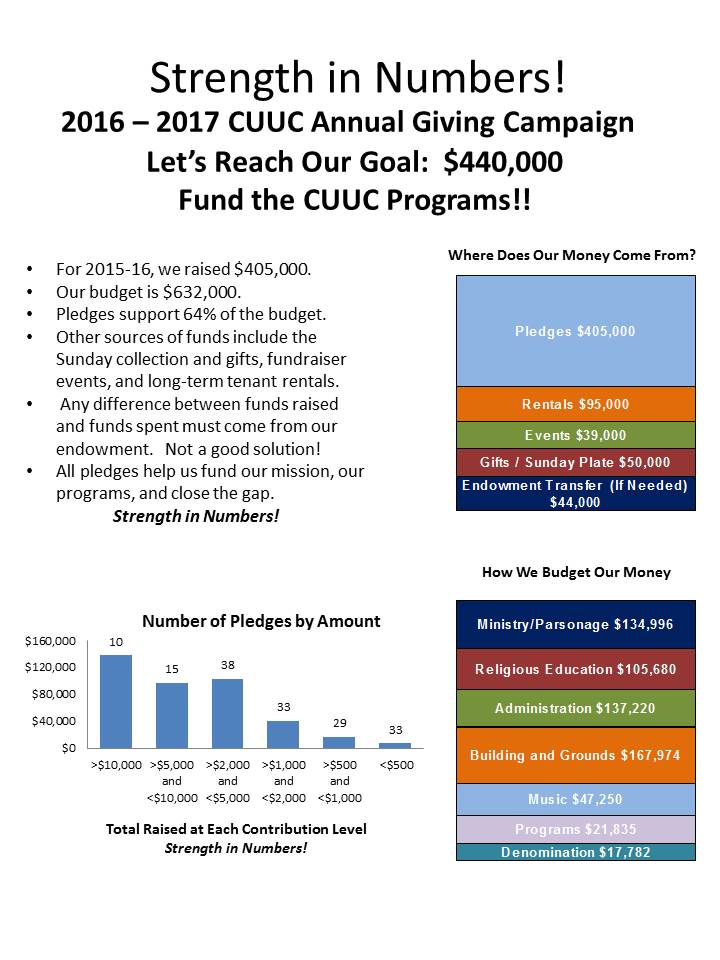 Strength in Numbers!
2016 – 2017 CUUC Annual Giving Campaign
Let's Reach Our Goal:  $440,000
Fund the CUUC Programs!!
• For 2015-16, we raised $405,000.
• Our budget is $632,000.
• Pledges support 64% of the budget.
• Other sources of funds include the
Sunday collection and gifts, fundraiser
events, and long-term tenant rentals.
• Any difference between funds raised
and funds spent must come from our
endowment.  Not a good solution!
• All pledges help us fund our mission, our
programs, and close the gap.
Strength in Numbers!
Where Does Our Money Come From?
Pledges $405,000
Rentals $95,000
Events $39,000
Gifts / Sunday Plate $50,000
Endowment Transfer (If Needed)
$44,000
Number of Pledges by Amount
$160,000
$120,000
$80,000
$40,000
$0
10
15
38
33
29
33
>$10,000 >$5,000 >$2,000 >$1,000 >$500 <$500
and and and and
<$10,000 <$5,000 <$2,000 <$1,000
Total Raised at Each Contribution Level
Strength in Numbers!
How We Budget Our Money
Ministry/Parsonage $134,996
Religious Education $105,680
Administration $137,220
Building and Grounds $167,974
Music $47,250
Programs $21,835
Denomination $17,782